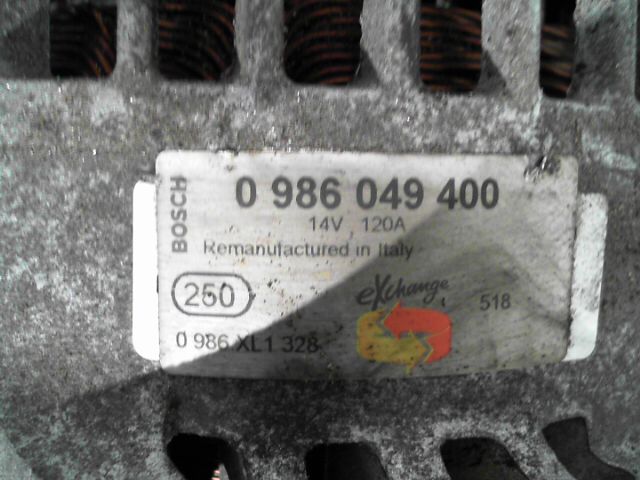 BOSCH
0 986 049 400
14V 120A
Remanufactured in Italy
250
eXchange
518
0 986 XL1 328